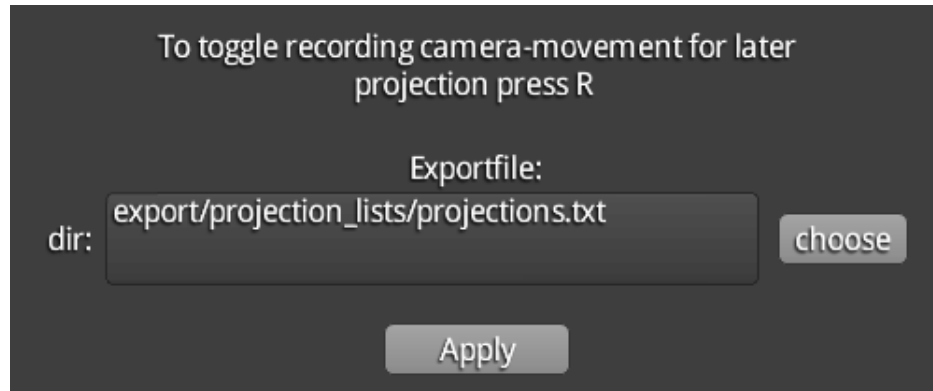 To toggle recording camera-movement for later
projection press R
Exportfile:
dir: export/projection_lists/projections.txt choose
Apply